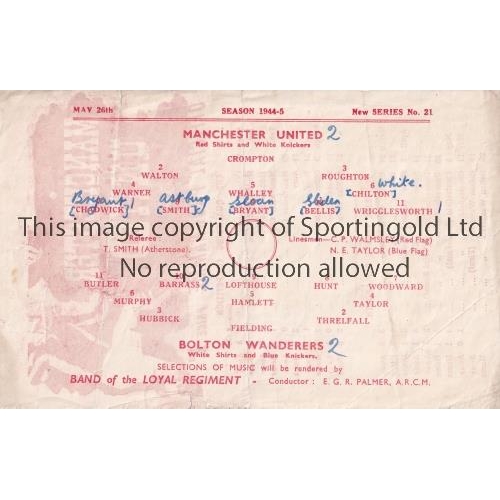 MAY 26th SEASON 1944-5 New SERIES No. 21
MANCHESTER UNITED 2
Red Shirts and White Knickers
CROMPTON
2 3
WALTON ROUGHTON
4 5 6 White.
WARNER WHALLEY [CHILTON]
Bryant 1 Astbury Sloan Sliden 11
[CHADWICK] [SMITH] [BRYANT] [BELLIS] WRIGGLESWORTH 1
This image copyright of Sportingold Ltd
Referee: Linesmen—C. P. WALMSLEY (Red Flag)
T. SMITH (Atherstone). N. E. TAYLOR (Blue Flag)
No reproduction allowed
11
BUTLER BARRASS 2 LOFTHOUSE HUNT WOODWARD
6 5 4
MURPHY HAMLETT TAYLOR
3 2
HUBBICK THRELFALL
FIELDING
BOLTON WANDERERS 2
White Shirts and Blue Knickers.
SELECTIONS OF MUSIC will be rendered by
BAND of the LOYAL REGIMENT - Conductor : E. G. R. PALMER, A.R.C.M.